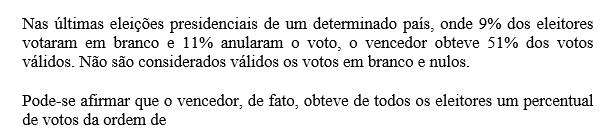 Nas últimas eleições presidenciais de um determinado país, onde 9% dos eleitores
votaram em branco e 11% anularam o voto, o vencedor obteve 51% dos votos
válidos. Não são considerados válidos os votos em branco e nulos.
Pode-se afirmar que o vencedor, de fato, obteve de todos os eleitores um percentual
de votos da ordem de